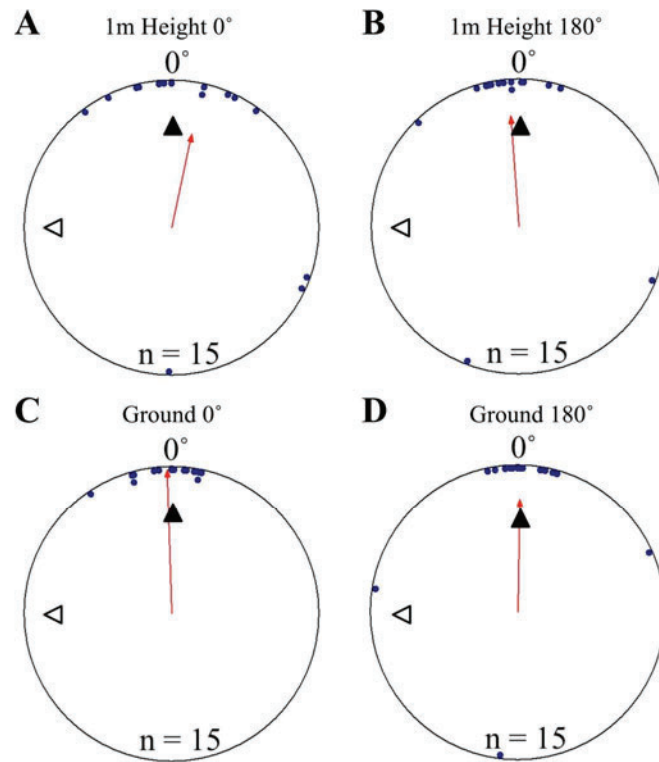 A
1m Height 0˚
0˚
n = 15
B
1m Height 180˚
0˚
n = 15
C
Ground 0˚
0˚
n = 15
D
Ground 180˚
0˚
n = 15